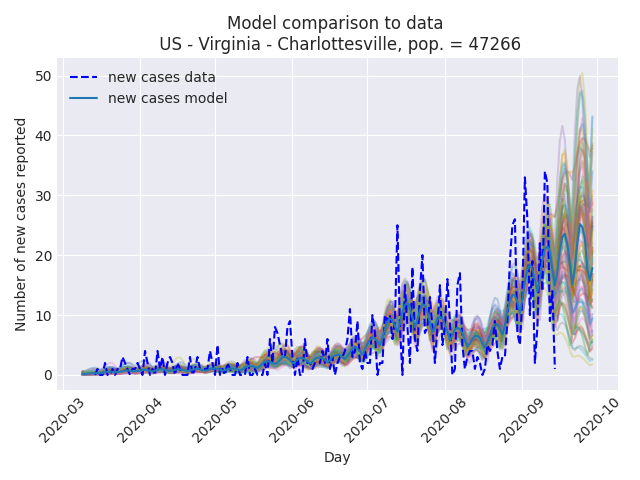 Model comparison to data
US - Virginia - Charlottesville, pop. = 47266
new cases data
new cases model
Number of new cases reported
50
40
30
20
10
0
2020-03
2020-04
2020-05
2020-06
2020-07
2020-08
2020-09
2020-10
Day